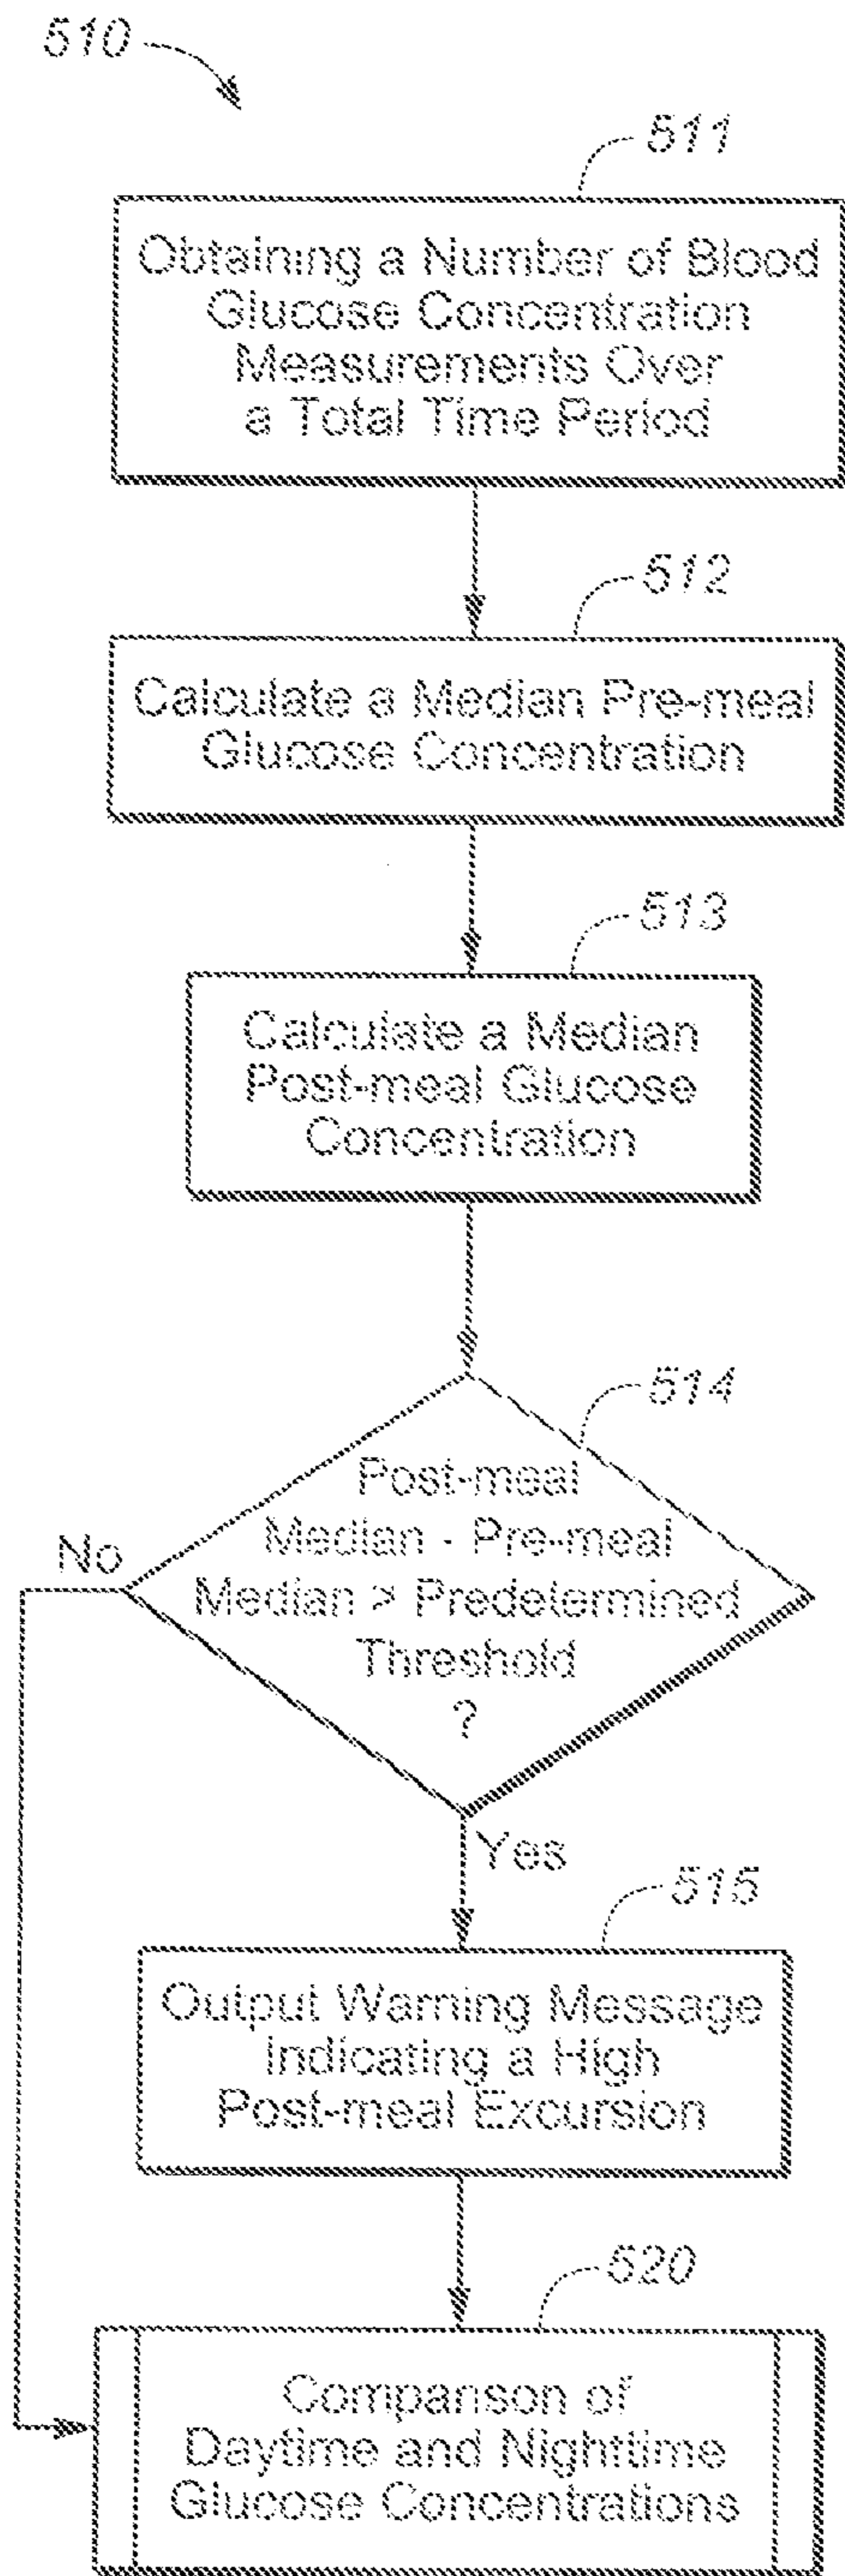 510
511
Obtaining a Number of Blood
Glucose Concentration
Measurements Over
a Total Time Period
512
Calculate a Median Pre-meal
Glucose Concentration
513
Calculate a Median
Post-meal Glucose
Concentration
514
Post-meal
Median - Pre-meal
Median > Predetermined
Threshold
?
No
Yes
515
Output Warning Message
Indicating a High
Post-meal Excursion
520
Comparison of
Daytime and Nighttime
Glucose Concentrations